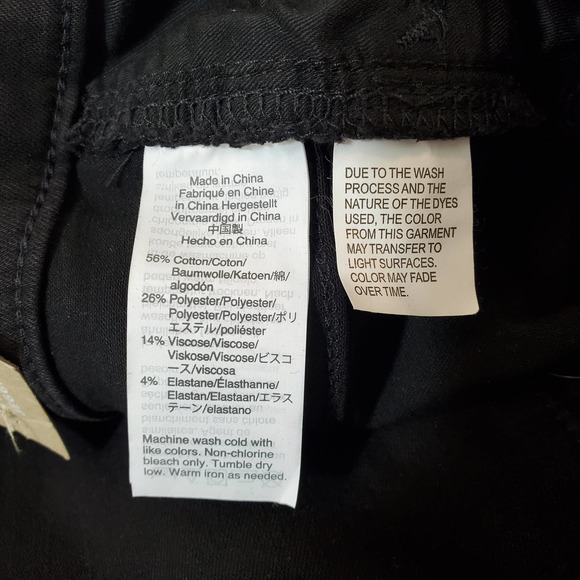 Made in China
Fabriqué en Chine
in China Hergestellt
Vervaardigd in China
中国製
Hecho en China
56% Cotton/Coton/
Baumwolle/Katoen/綿/
algodón
26% Polyester/Polyester/
Polyester/Polyester/ポリ
エステル/poliéster
14% Viscose/Viscose/
Viskose/Viscose/ビスコ
ース/viscosa
4% Elastane/Élasthanne/
Elastan/Elastaan/エラス
テーン/elastano
Machine wash cold with
like colors. Non-chlorine
bleach only. Tumble dry
low. Warm iron as needed.
DUE TO THE WASH
PROCESS AND THE
NATURE OF THE DYES
USED, THE COLOR
FROM THIS GARMENT
MAY TRANSFER TO
LIGHT SURFACES.
COLOR MAY FADE
OVER TIME.